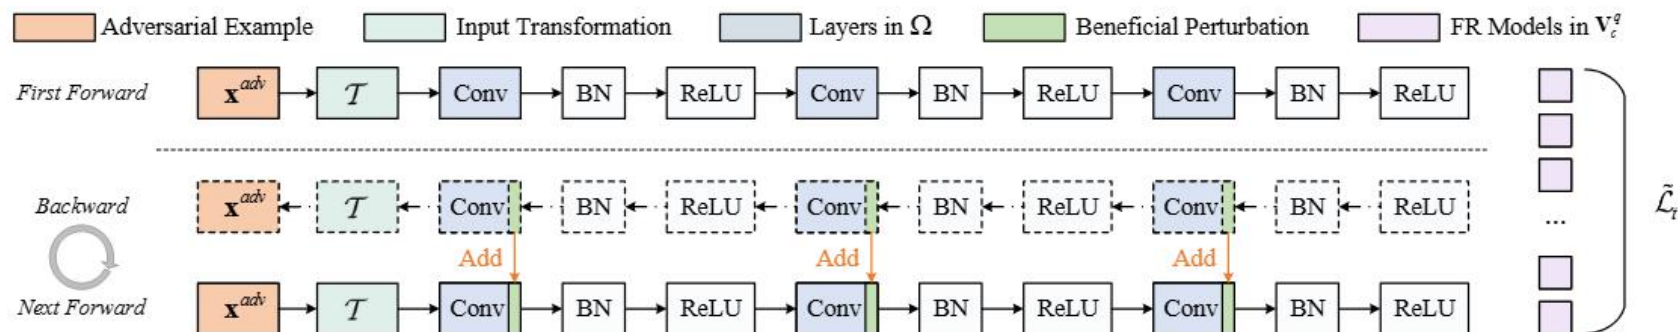 Adversarial Example Input Transformation Layers in Ω Beneficial Perturbation FR Models in V_c^q
First Forward x^adv 𝒯 Conv BN ReLU Conv BN ReLU Conv BN ReLU
Backward x^adv 𝒯 Conv BN ReLU Conv BN ReLU Conv BN ReLU
...
Add Add Add
Next Forward x^adv 𝒯 Conv BN ReLU Conv BN ReLU Conv BN ReLU